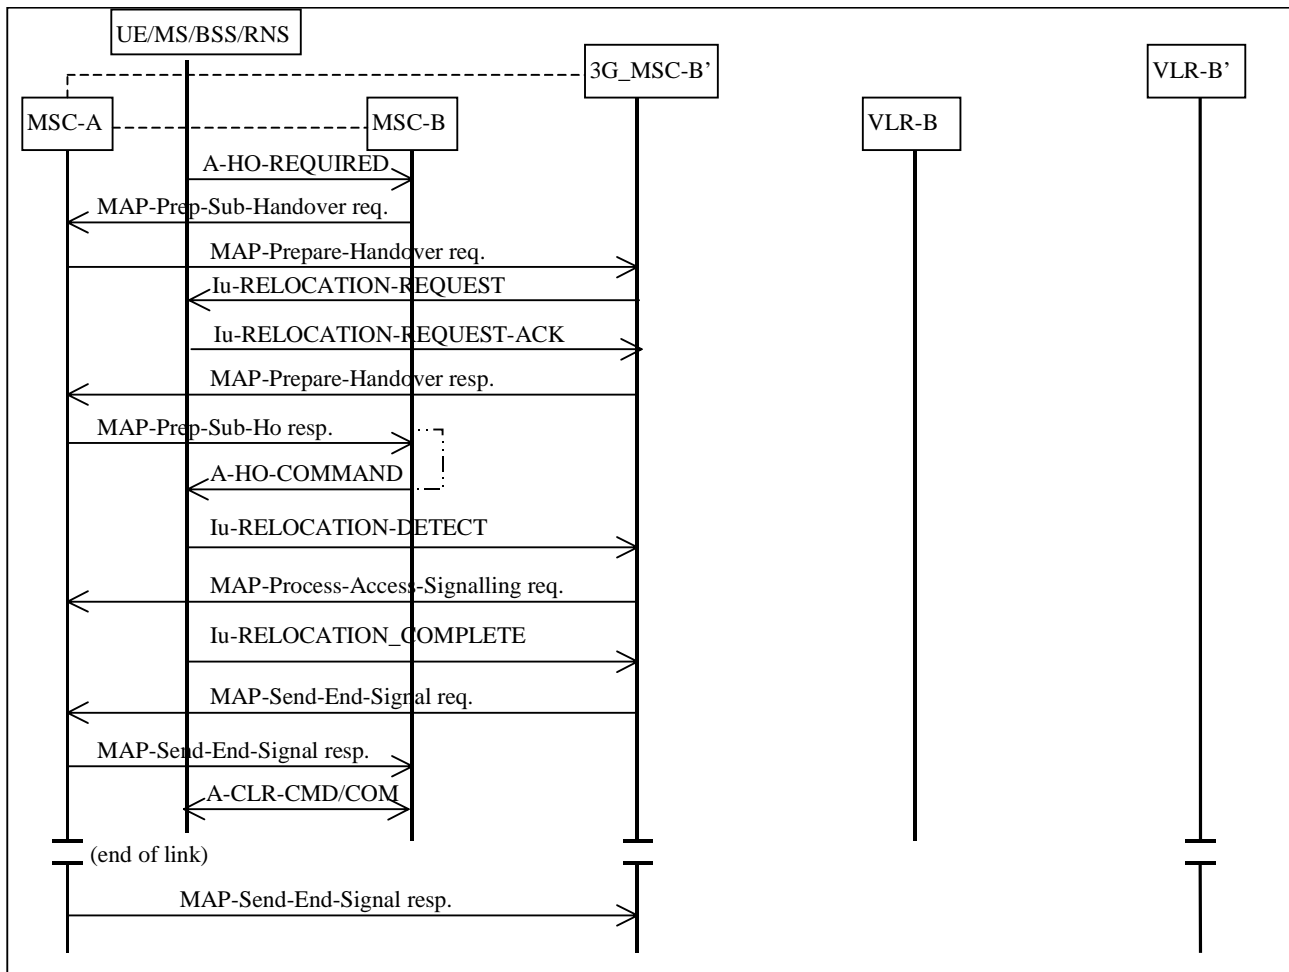 UE/MS/BSS/RNS
3G_MSC-B’
VLR-B’
MSC-A
MSC-B
VLR-B
A-HO-REQUIRED
MAP-Prep-Sub-Handover req.
MAP-Prepare-Handover req.
Iu-RELOCATION-REQUEST
Iu-RELOCATION-REQUEST-ACK
MAP-Prepare-Handover resp.
MAP-Prep-Sub-Ho resp.
A-HO-COMMAND
Iu-RELOCATION-DETECT
MAP-Process-Access-Signalling req.
Iu-RELOCATION_COMPLETE
MAP-Send-End-Signal req.
MAP-Send-End-Signal resp.
A-CLR-CMD/COM
(end of link)
MAP-Send-End-Signal resp.